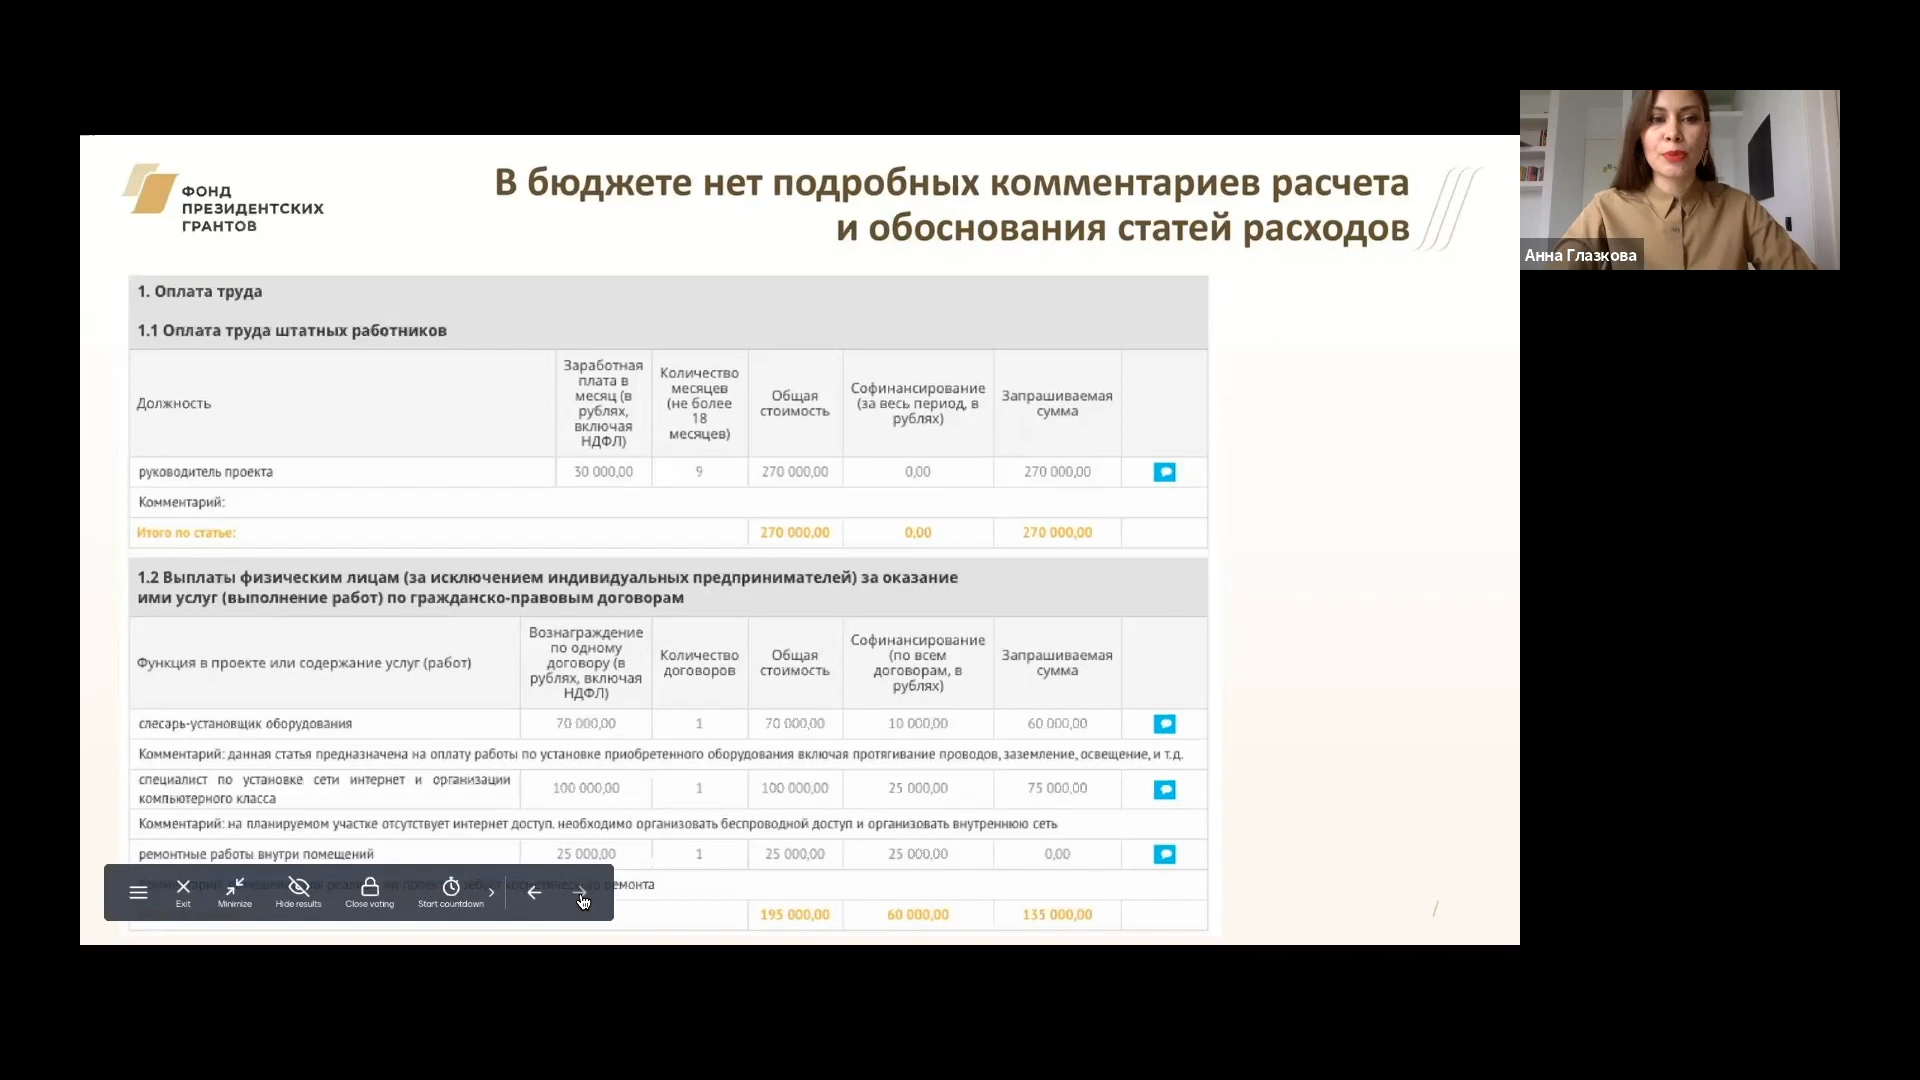 ФОНД
ПРЕЗИДЕНТСКИХ
ГРАНТОВ
В бюджете нет подробных комментариев расчета
и обоснования статей расходов
Анна Глазкова
1. Оплата труда
1.1 Оплата труда штатных работников
Должность
Заработная
плата в
месяц (в
рублях,
включая
НДФЛ)
Количество
месяцев
(не более
18
месяцев)
Общая
стоимость
Софинансирование
(за весь период, в
рублях)
Запрашиваемая
сумма
руководитель проекта 30 000,00 9 270 000,00 0,00 270 000,00
Комментарий:
Итого по статье: 270 000,00 0,00 270 000,00
1.2 Выплаты физическим лицам (за исключением индивидуальных предпринимателей) за оказание
ими услуг (выполнение работ) по гражданско-правовым договорам
Функция в проекте или содержание услуг (работ)
Вознаграждение
по одному
договору (в
рублях, включая
НДФЛ)
Количество
договоров
Общая
стоимость
Софинансирование
(по всем
договорам, в
рублях)
Запрашиваемая
сумма
слесарь-установщик оборудования 70 000,00 1 70 000,00 10 000,00 60 000,00
Комментарий: данная статья предназначена на оплату работы по установке приобретенного оборудования включая протягивание проводов, заземление, освещение, и т.д.
специалист по установке сети интернет и организации
компьютерного класса
100 000,00 1 100 000,00 25 000,00 75 000,00
Комментарий: на планируемом участке отсутствует интернет доступ. необходимо организовать беспроводной доступ и организовать внутреннюю сеть
ремонтные работы внутри помещений 25 000,00 1 25 000,00 25 000,00 0,00
ремонта
195 000,00 60 000,00 135 000,00
Exit
Minimize
Hide results
Close voting
Start countdown